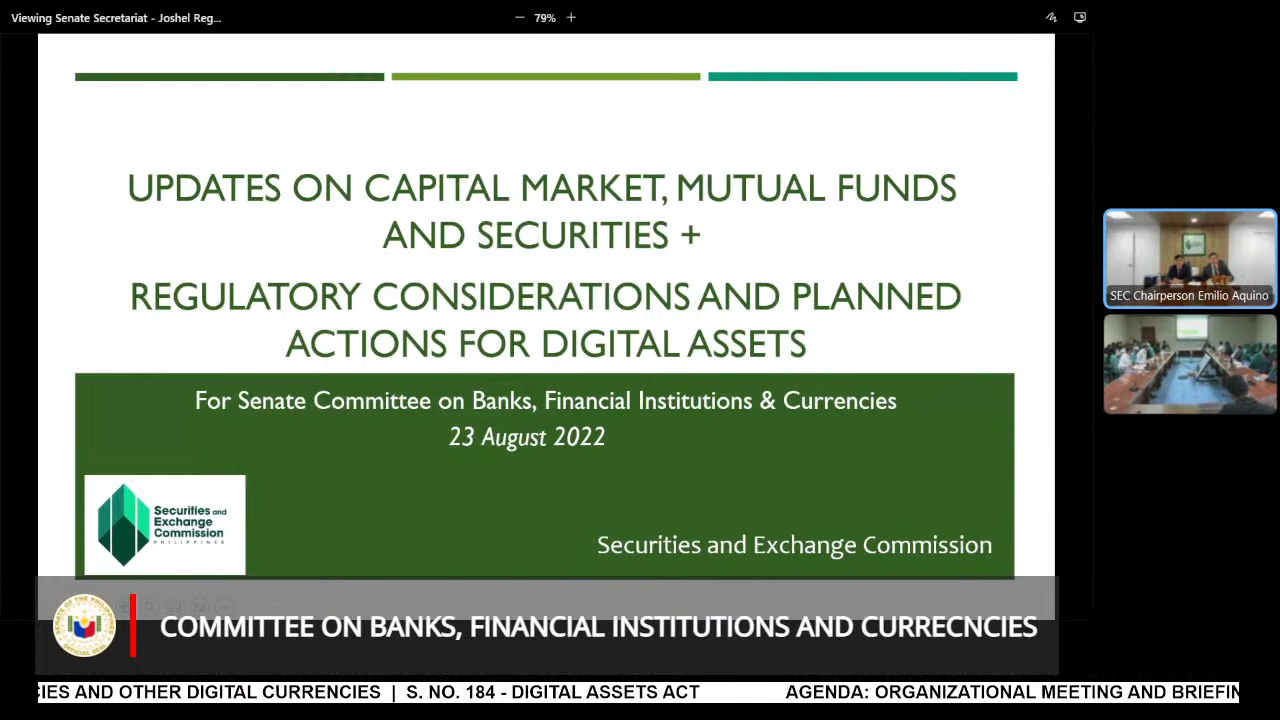 Viewing Senate Secretariat - Joshel Reg...
79%
UPDATES ON CAPITAL MARKET, MUTUAL FUNDS
AND SECURITIES +
REGULATORY CONSIDERATIONS AND PLANNED
ACTIONS FOR DIGITAL ASSETS
For Senate Committee on Banks, Financial Institutions & Currencies
23 August 2022
Securities and
Exchange
Commission
PHILIPPINES
Securities and Exchange Commission
SEC Chairperson Emilio Aquino
COMMITTEE ON BANKS, FINANCIAL INSTITUTIONS AND CURRECNCIES
CIES AND OTHER DIGITAL CURRENCIES | S. NO. 184 - DIGITAL ASSETS ACT AGENDA: ORGANIZATIONAL MEETING AND BRIEFIN